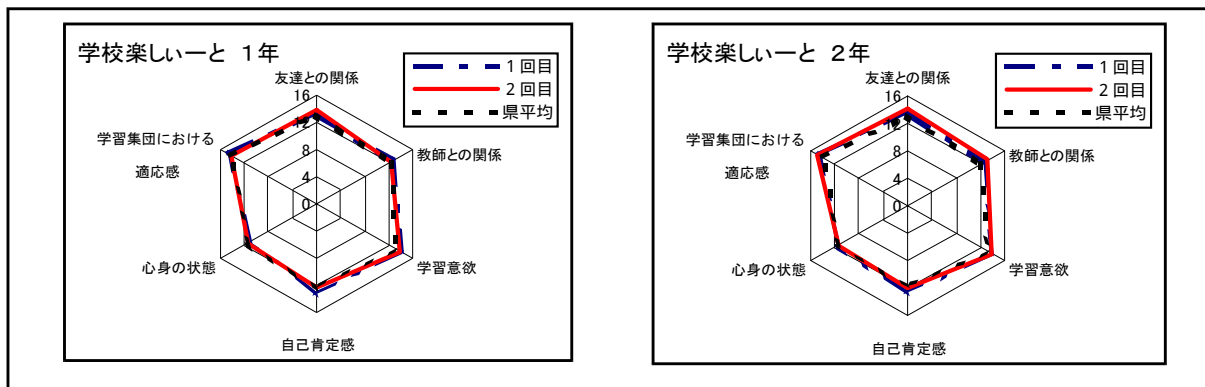 学校楽しぃーと 1年
1回目
2回目
県平均
友達との関係
16
12
8
4
0
教師との関係
学習意欲
自己肯定感
心身の状態
学習集団における
適応感
学校楽しぃーと 2年
1回目
2回目
県平均
友達との関係
16
12
8
4
0
教師との関係
学習意欲
自己肯定感
心身の状態
学習集団におけ
適応感